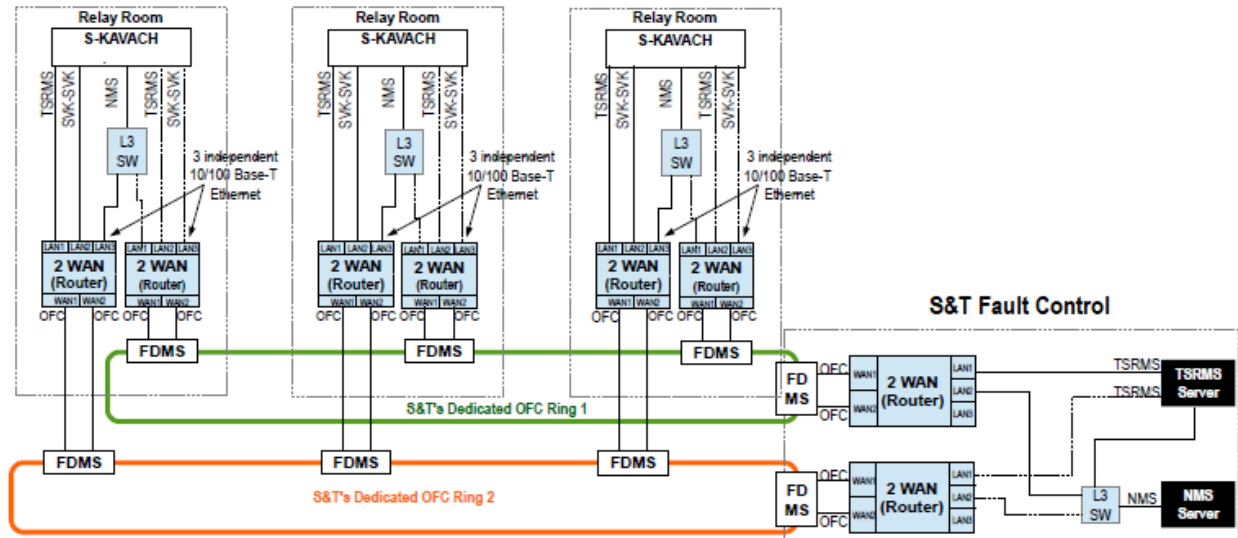 Relay Room
S-KAVACH
TSRMS
SVK-SVK
NMS
TSRMS
SVK-SVK
L3
SW
3 independent
10/100 Base-T
Ethernet
LAN1 LAN2 LAN3
2 WAN
(Router)
WAN1 WAN2
LAN1 LAN2 LAN3
2 WAN
(Router)
WAN1 WAN2
OFC OFC OFC OFC
FDMS
FDMS
Relay Room
S-KAVACH
TSRMS
SVK-SVK
NMS
TSRMS
SVK-SVK
L3
SW
3 independent
10/100 Base-T
Ethernet
LAN1 LAN2 LAN3
2 WAN
(Router)
WAN1 WAN2
LAN1 LAN2 LAN3
2 WAN
(Router)
WAN1 WAN2
OFC OFC OFC OFC
FDMS
FDMS
Relay Room
S-KAVACH
TSRMS
SVK-SVK
NMS
TSRMS
SVK-SVK
L3
SW
3 independent
10/100 Base-T
Ethernet
LAN1 LAN2 LAN3
2 WAN
(Router)
WAN1 WAN2
LAN1 LAN2 LAN3
2 WAN
(Router)
WAN1 WAN2
OFC OFC OFC OFC
FDMS
FDMS
S&T's Dedicated OFC Ring 1
S&T's Dedicated OFC Ring 2
S&T Fault Control
FD
MS
OFC
OFC
WAN1
WAN2
2 WAN
(Router)
LAN1
LAN2
LAN3
TSRMS
TSRMS
TSRMS
Server
FD
MS
OFC
OFC
WAN1
WAN2
2 WAN
(Router)
LAN1
LAN2
LAN3
L3
SW
NMS
NMS
Server